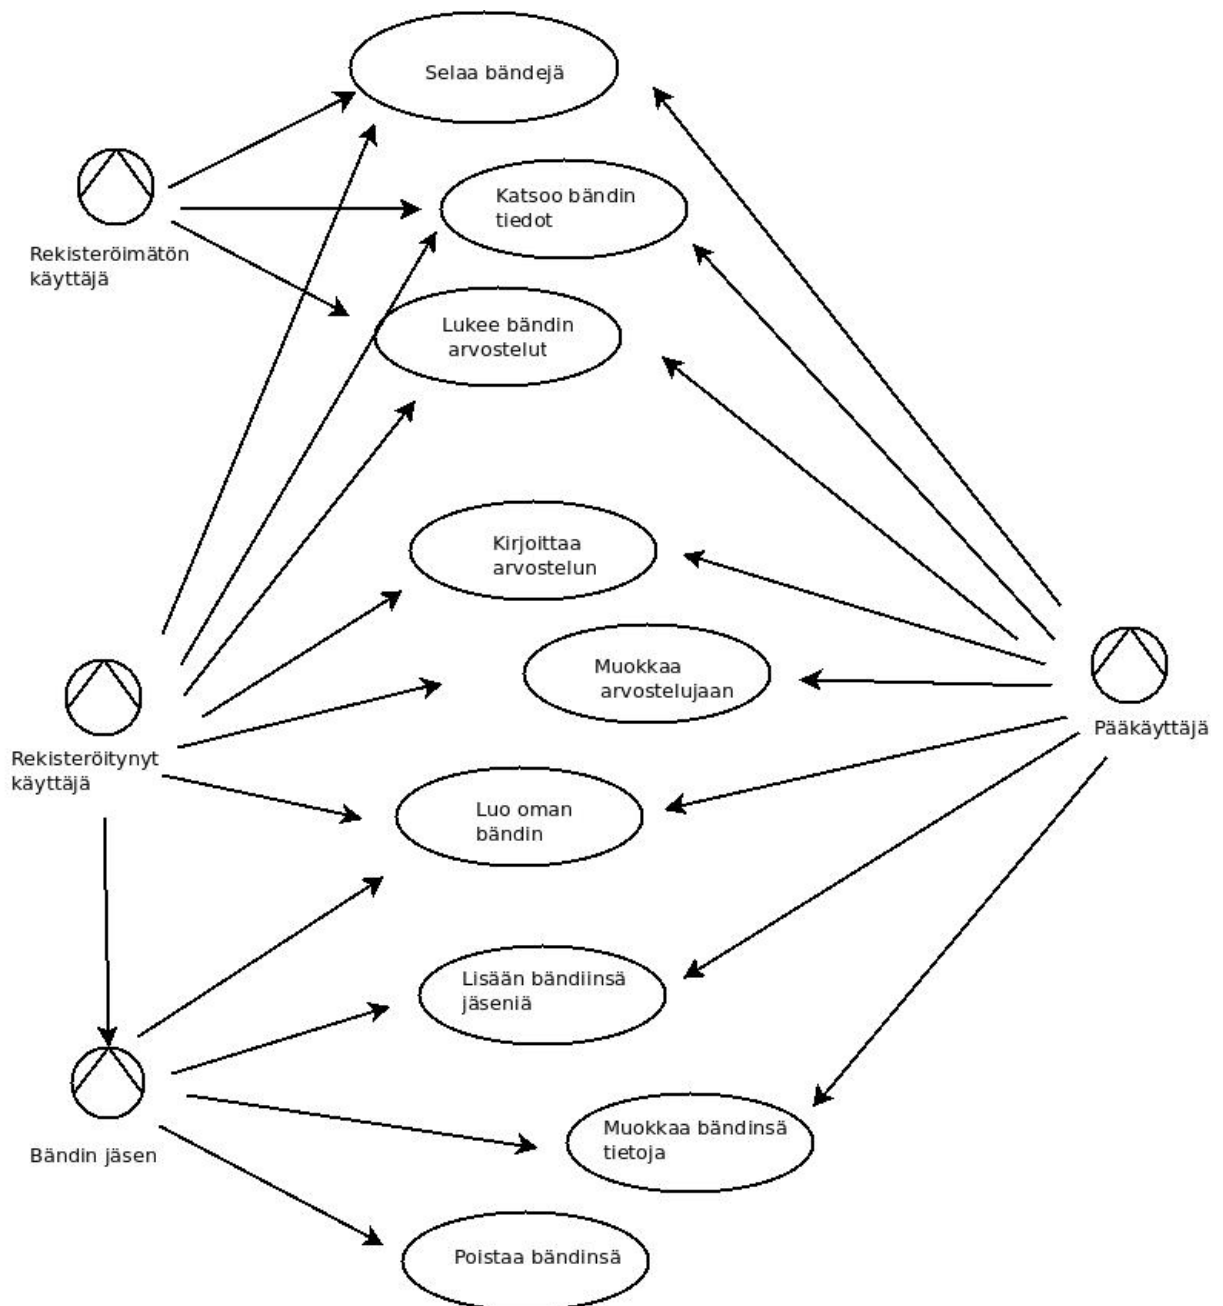 Selaa bändejä
Katsoo bändin
tiedot
Rekisteröimätön
käyttäjä
Lukee bändin
arvostelut
Kirjoittaa
arvostelun
Muokkaa
arvostelujaan
Pääkäyttäjä
Rekisteröitynyt
käyttäjä
Luo oman
bändin
Lisään bändiinsä
jäseniä
Muokkaa bändinsä
tietoja
Bändin jäsen
Poistaa bändinsä